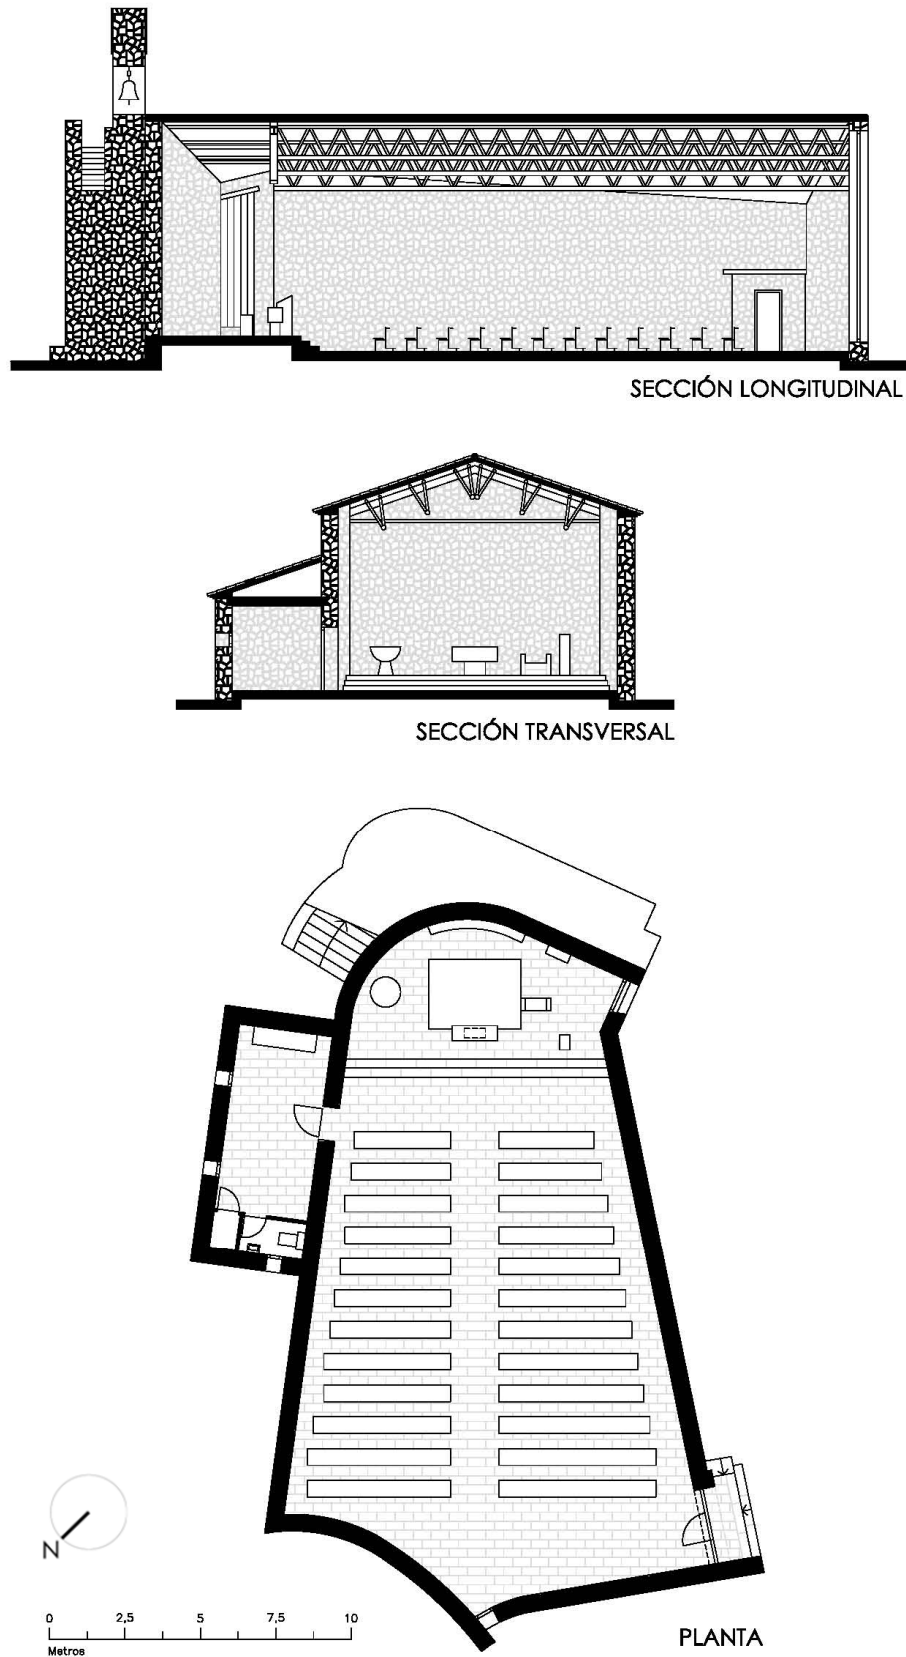 SECCIÓN LONGITUDINAL
SECCIÓN TRANSVERSAL
N
0 2,5 5 7,5 10
Metros
PLANTA